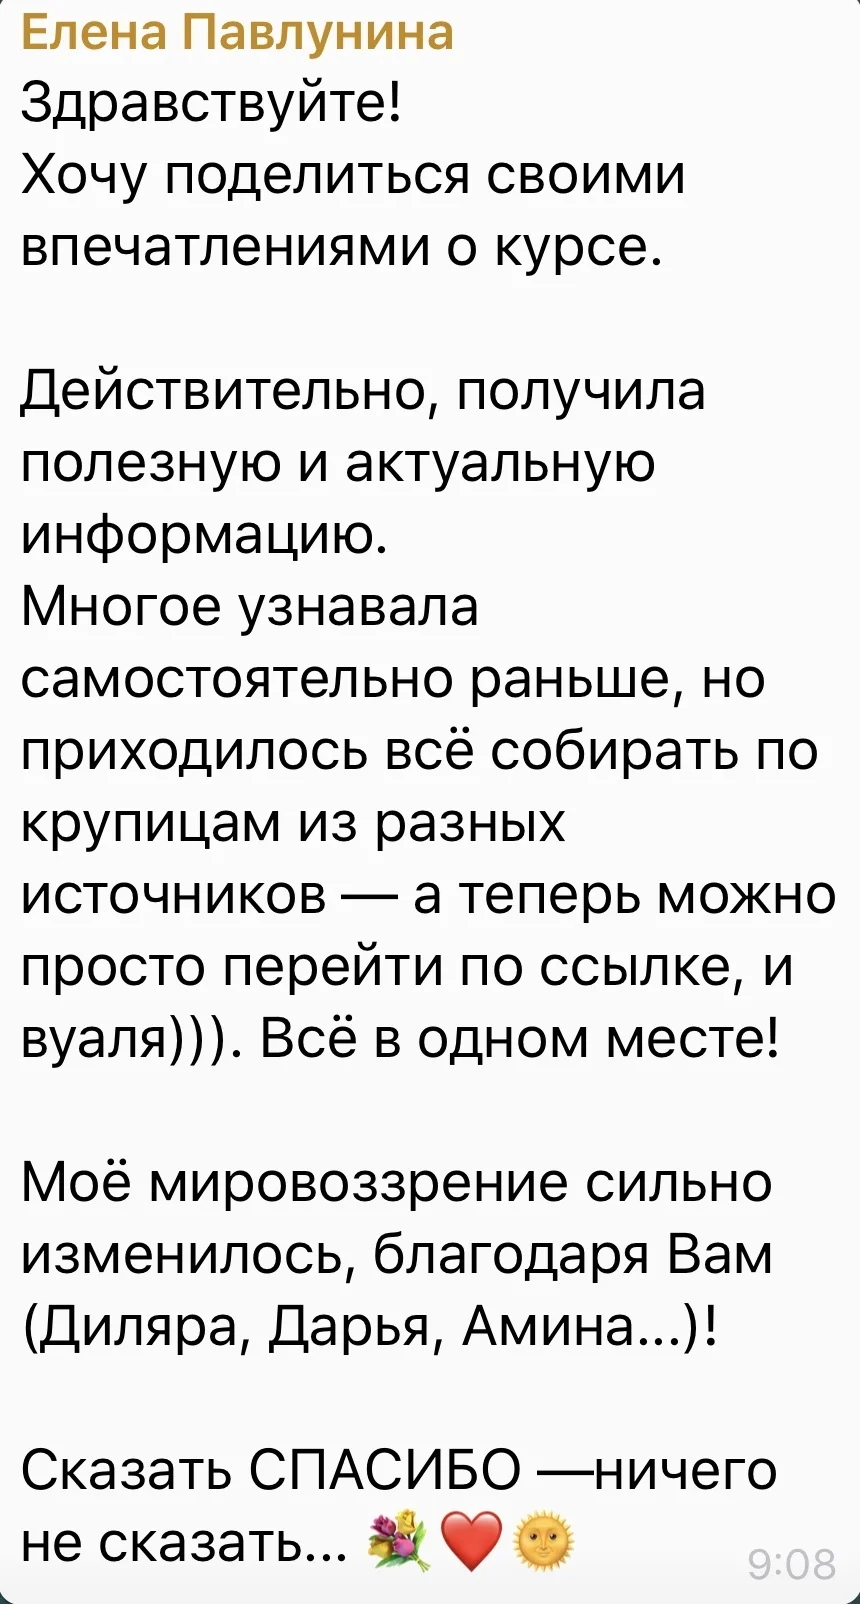 Елена Павлунина
Здравствуйте!
Хочу поделиться своими
впечатлениями о курсе.
Действительно, получила
полезную и актуальную
информацию.
Многое узнавала
самостоятельно раньше, но
приходилось всё собирать по
крупицам из разных
источников — а теперь можно
просто перейти по ссылке, и
вуаля))). Всё в одном месте!
Моё мировоззрение сильно
изменилось, благодаря Вам
(Диляра, Дарья, Амина...)!
Сказать СПАСИБО —ничего
не сказать... 💐❤️🌞
9:08